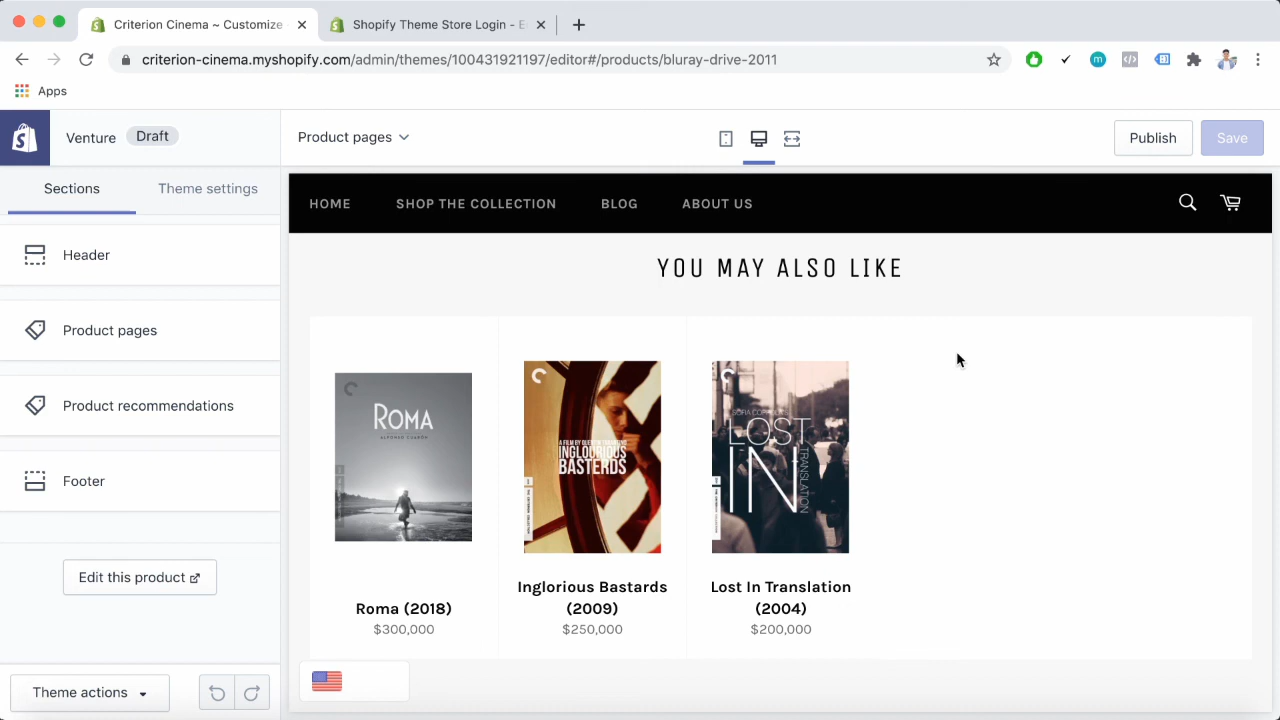 Criterion Cinema ~ Customize
Shopify Theme Store Login - E
criterion-cinema.myshopify.com/admin/themes/100431921197/editor#/products/bluray-drive-2011
Apps
Venture Draft
Product pages
Publish
Save
Sections
Theme settings
HOME
SHOP THE COLLECTION
BLOG
ABOUT US
Header
Product pages
Product recommendations
Footer
Edit this product
Theme actions
YOU MAY ALSO LIKE
ROMA
ALFONSO CUARÓN
Roma (2018)
$300,000
A FILM BY QUENTIN TARANTINO
INGLOURIOUS
BASTERDS
Inglorious Bastards
(2009)
$250,000
SOFIA COPPOLA'S
LOST
IN
TRANSLATION
Lost In Translation
(2004)
$200,000